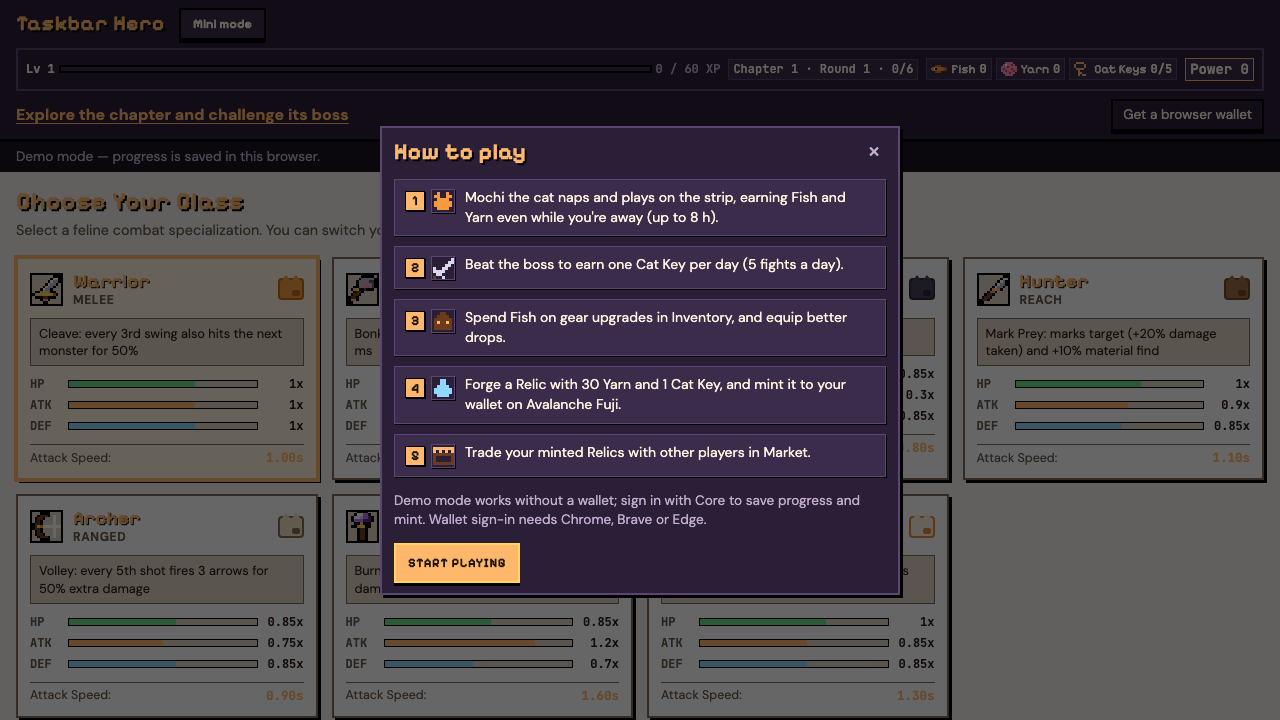 Taskbar Hero
Mini mode
Lv 1
0 / 60 XP
Chapter 1 · Round 1 · 0/6
Fish 0
Yarn 0
Cat Keys 0/5
Power 0
Explore the chapter and challenge its boss
Get a browser wallet
Demo mode — progress is saved in this browser.
How to play
×
1
Mochi the cat naps and plays on the strip, earning Fish and
Yarn even while you're away (up to 8 h).
2
Beat the boss to earn one Cat Key per day (5 fights a day).
3
Spend Fish on gear upgrades in Inventory, and equip better
drops.
4
Forge a Relic with 30 Yarn and 1 Cat Key, and mint it to your
wallet on Avalanche Fuji.
5
Trade your minted Relics with other players in Market.
Demo mode works without a wallet; sign in with Core to save progress and
mint. Wallet sign-in needs Chrome, Brave or Edge.
START PLAYING
Choose Your Class
Select a feline combat specialization. You can switch
Warrior
MELEE
Cleave: every 3rd swing also hits the next
monster for 50%
HP
1x
ATK
1x
DEF
1x
Attack Speed:
1.00s
ms
HP
ATK
DEF
0.85x
0.3x
0.85x
Hunter
REACH
Mark Prey: marks target (+20% damage
taken) and +10% material find
HP
1x
ATK
0.9x
DEF
0.85x
Attack Speed:
1.10s
Archer
RANGED
Volley: every 5th shot fires 3 arrows for
50% extra damage
HP
0.85x
ATK
0.75x
DEF
0.85x
Attack Speed:
0.90s
HP
0.85x
ATK
1.2x
DEF
0.7x
Attack Speed:
1.60s
HP
1x
ATK
0.85x
DEF
0.85x
Attack Speed:
1.30s